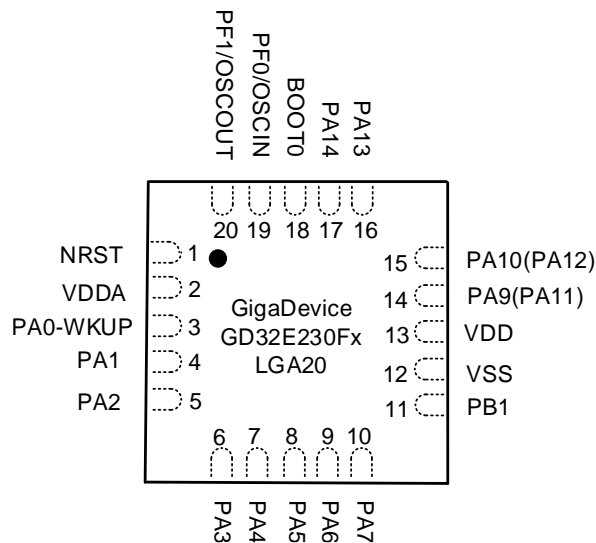 PF1/OSCOUT
PF0/OSCIN
BOOT0
PA14
PA13
20 19 18 17 16
NRST 1
VDDA 2
PA0-WKUP 3
PA1 4
PA2 5
GigaDevice
GD32E230Fx
LGA20
15 PA10(PA12)
14 PA9(PA11)
13 VDD
12 VSS
11 PB1
6 7 8 9 10
PA3
PA4
PA5
PA6
PA7